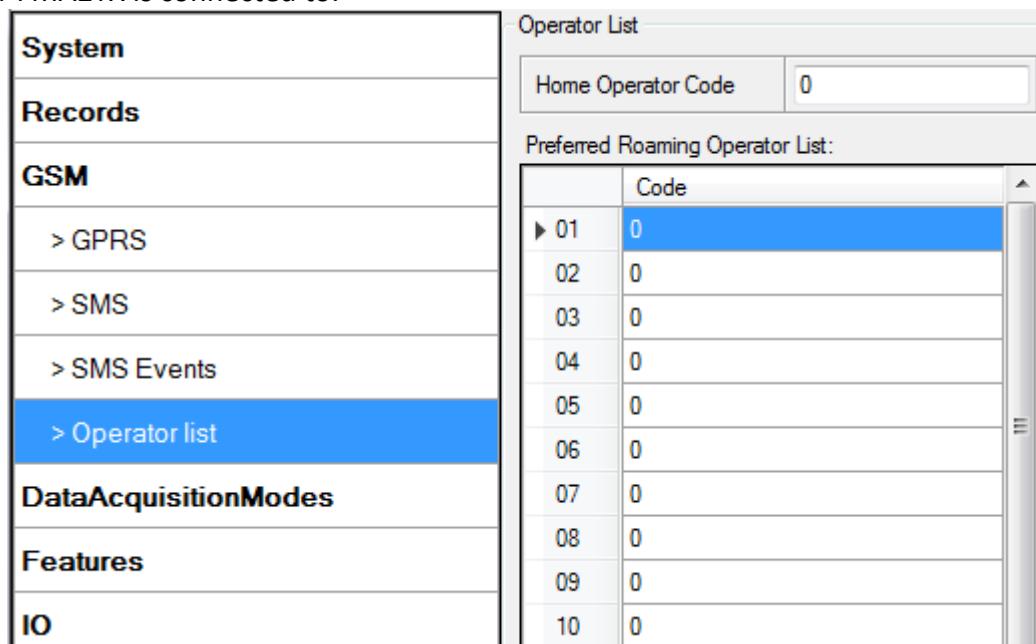 System
Records
GSM
> GPRS
> SMS
> SMS Events
> Operator list
DataAcquisitionModes
Features
IO
Operator List
Home Operator Code 0
Preferred Roaming Operator List:
Code
01 0
02 0
03 0
04 0
05 0
06 0
07 0
08 0
09 0
10 0